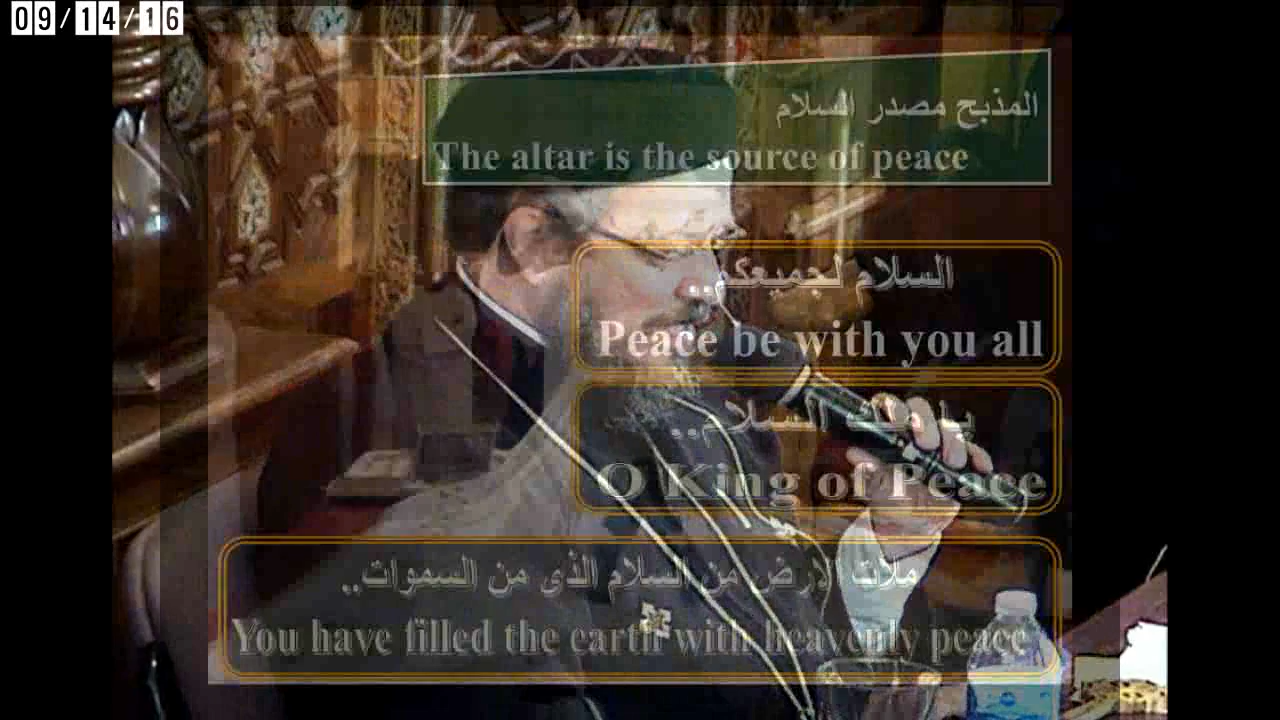 09/14/16
المذبح مصدر السلام
The altar is the source of peace
السلام لجميعكم..
Peace be with you all
يا ملك السلام..
O King of Peace
ملأت الارض من السلام الذى من السموات..
You have filled the earth with heavenly peace